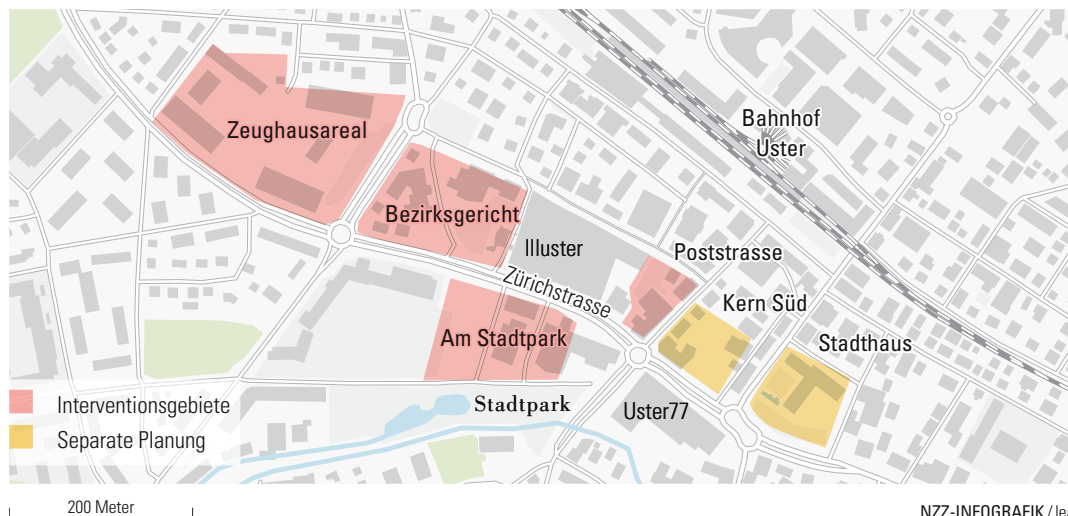 Bahnhof
Uster
Zeughausareal
Bezirksgericht
Illuster
Poststrasse
Zürichstrasse
Kern Süd
Am Stadtpark
Stadthaus
Stadtpark
Uster77
Interventionsgebiete
Separate Planung
200 Meter
NZZ-INFOGRAFIK / lea